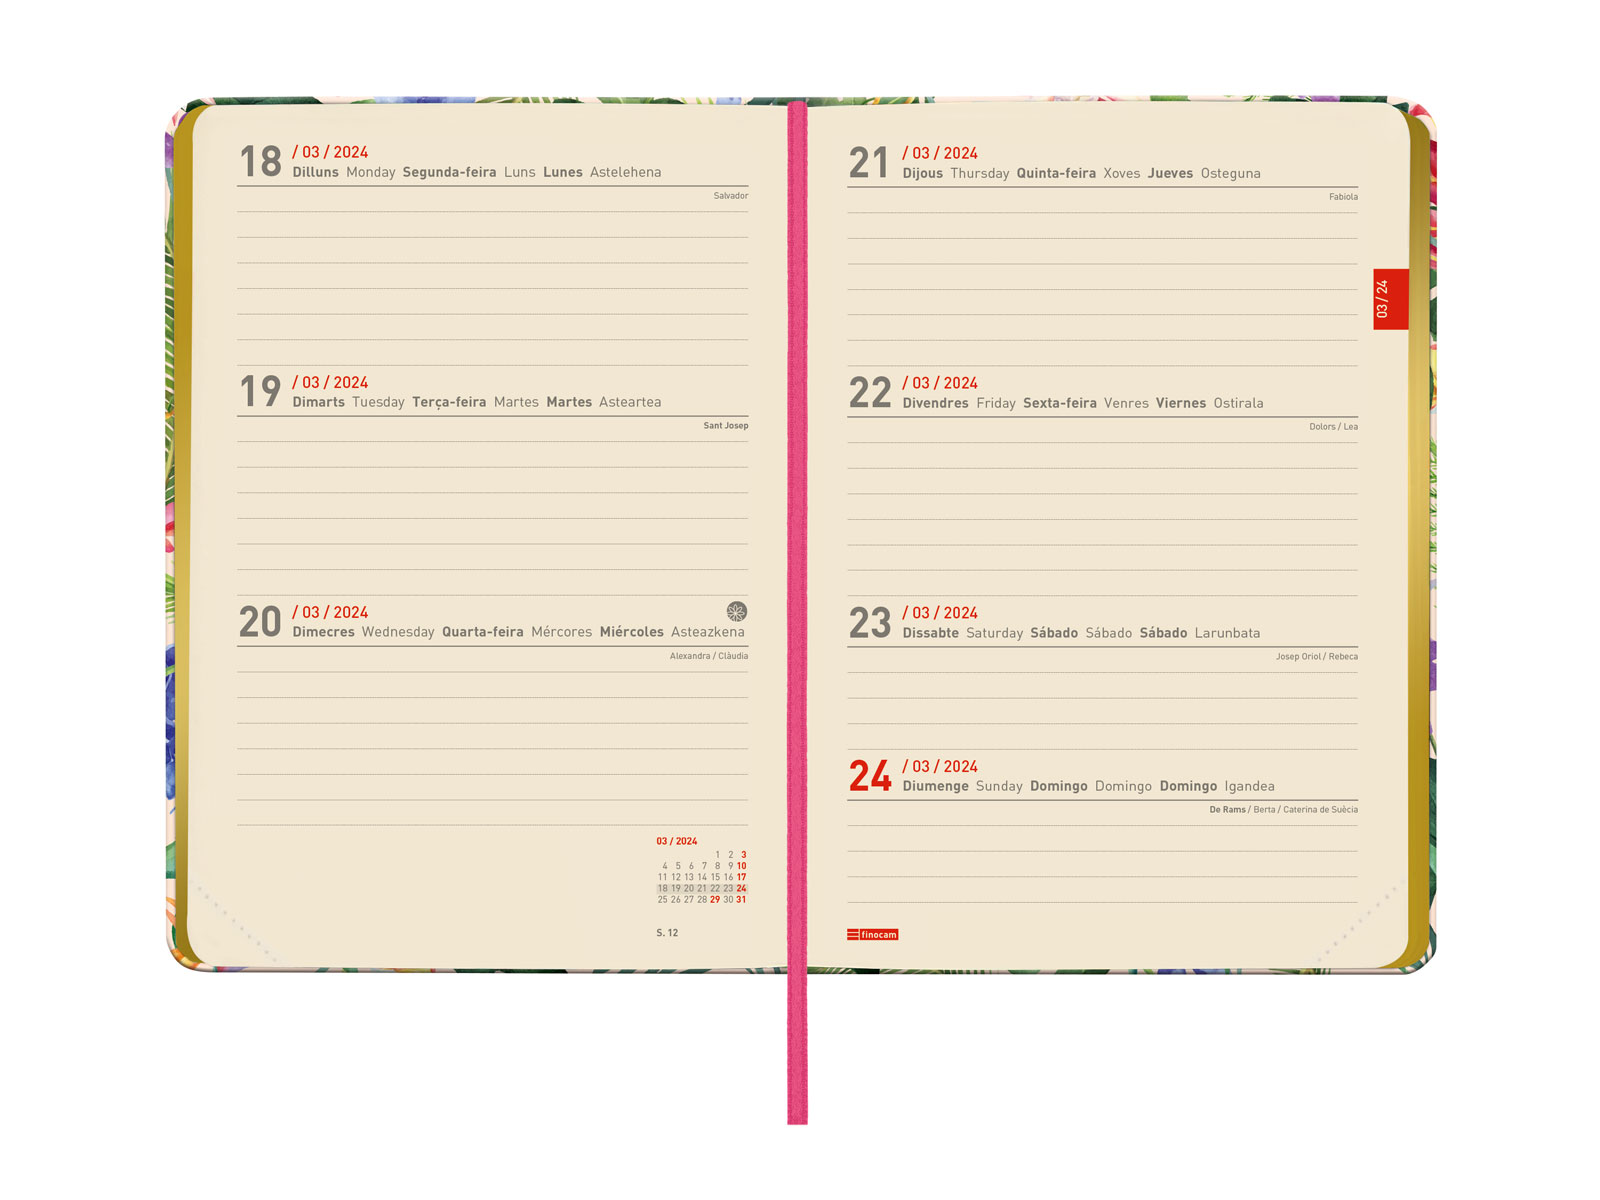 18 / 03 / 2024
Dilluns Monday Segunda-feira Luns Lunes Astelehena
Salvador
19 / 03 / 2024
Dimarts Tuesday Terça-feira Martes Martes Asteartea
Sant Josep
20 / 03 / 2024
Dimecres Wednesday Quarta-feira Mércores Miércoles Asteazkena
Alexandra / Clàudia
03 / 2024
1 2 3
4 5 6 7 8 9 10
11 12 13 14 15 16 17
18 19 20 21 22 23 24
25 26 27 28 29 30 31
S. 12
21 / 03 / 2024
Dijous Thursday Quinta-feira Xoves Jueves Osteguna
Fabiola
03 / 24
22 / 03 / 2024
Divendres Friday Sexta-feira Venres Viernes Ostirala
Dolors / Lea
23 / 03 / 2024
Dissabte Saturday Sábado Sábado Sábado Larunbata
Josep Oriol / Rebeca
24 / 03 / 2024
Diumenge Sunday Domingo Domingo Domingo Igandea
De Rams / Berta / Caterina de Suècia
finocam